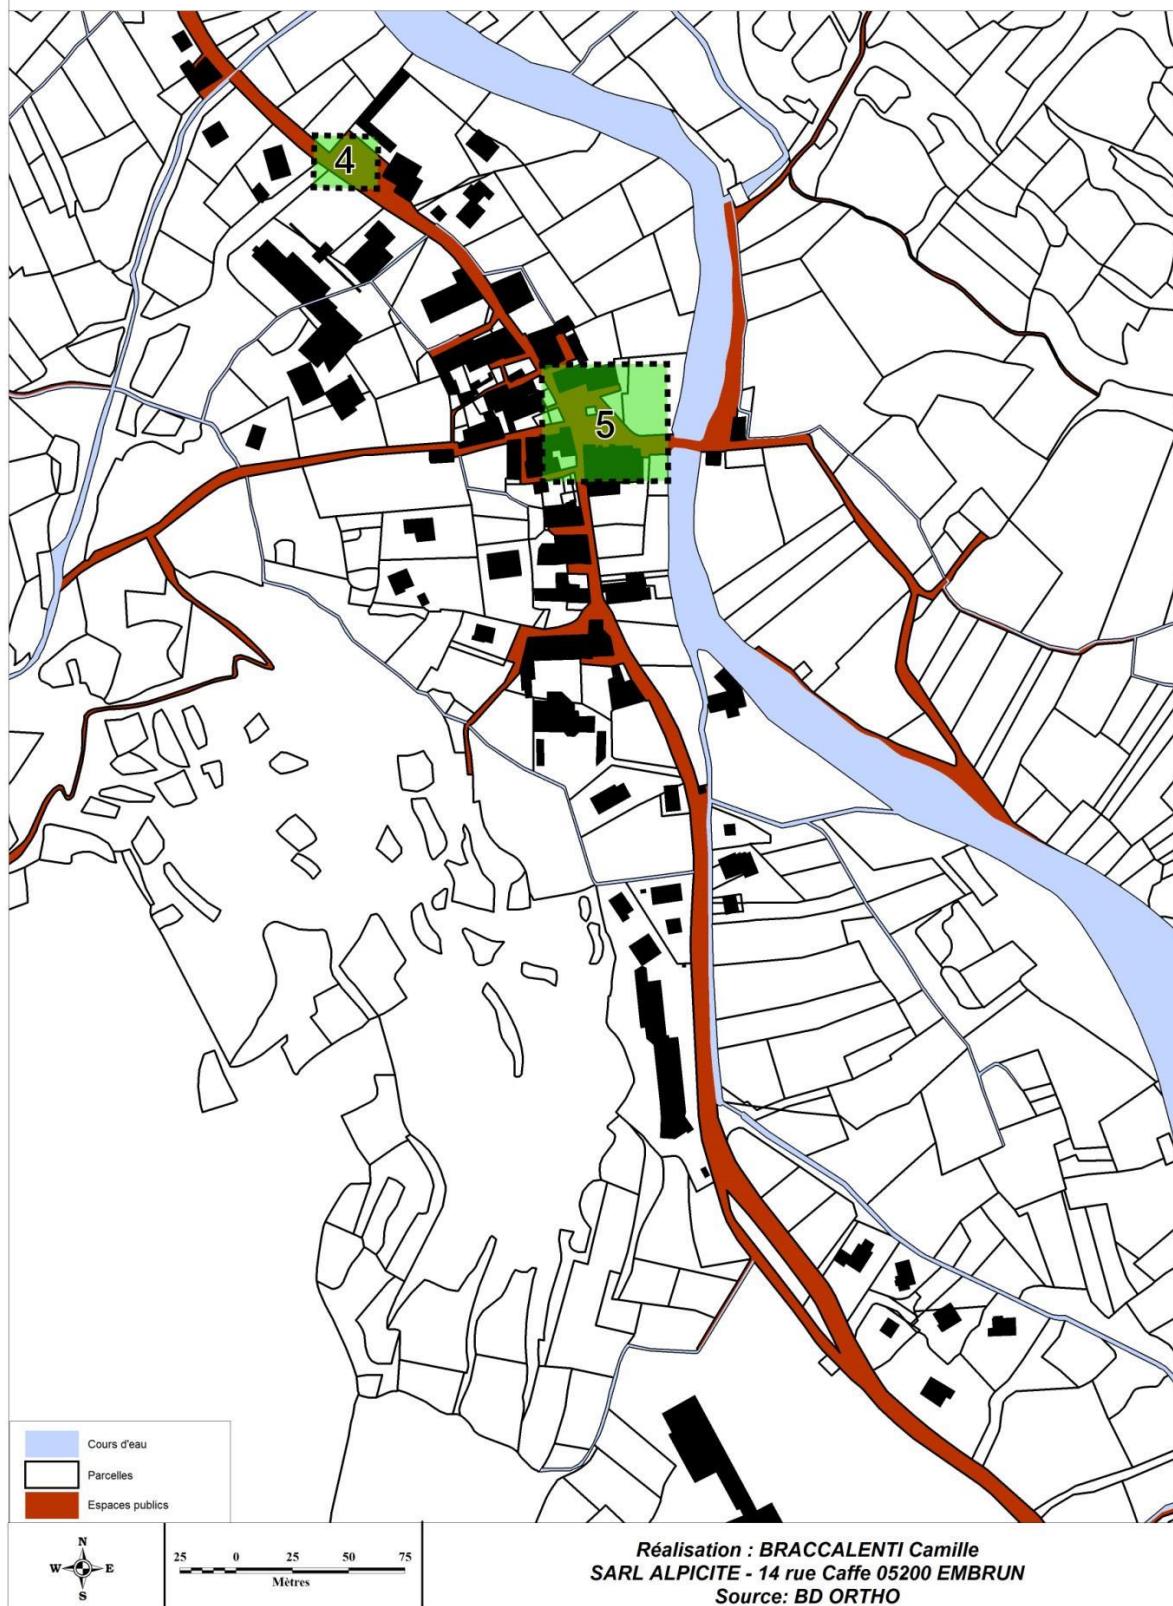 4
5
Cours d'eau
Parcelles
Espaces publics
N
W E
S
25 0 25 50 75
Mètres
Réalisation : BRACCALENTI Camille
SARL ALPICITE - 14 rue Caffe 05200 EMBRUN
Source: BD ORTHO